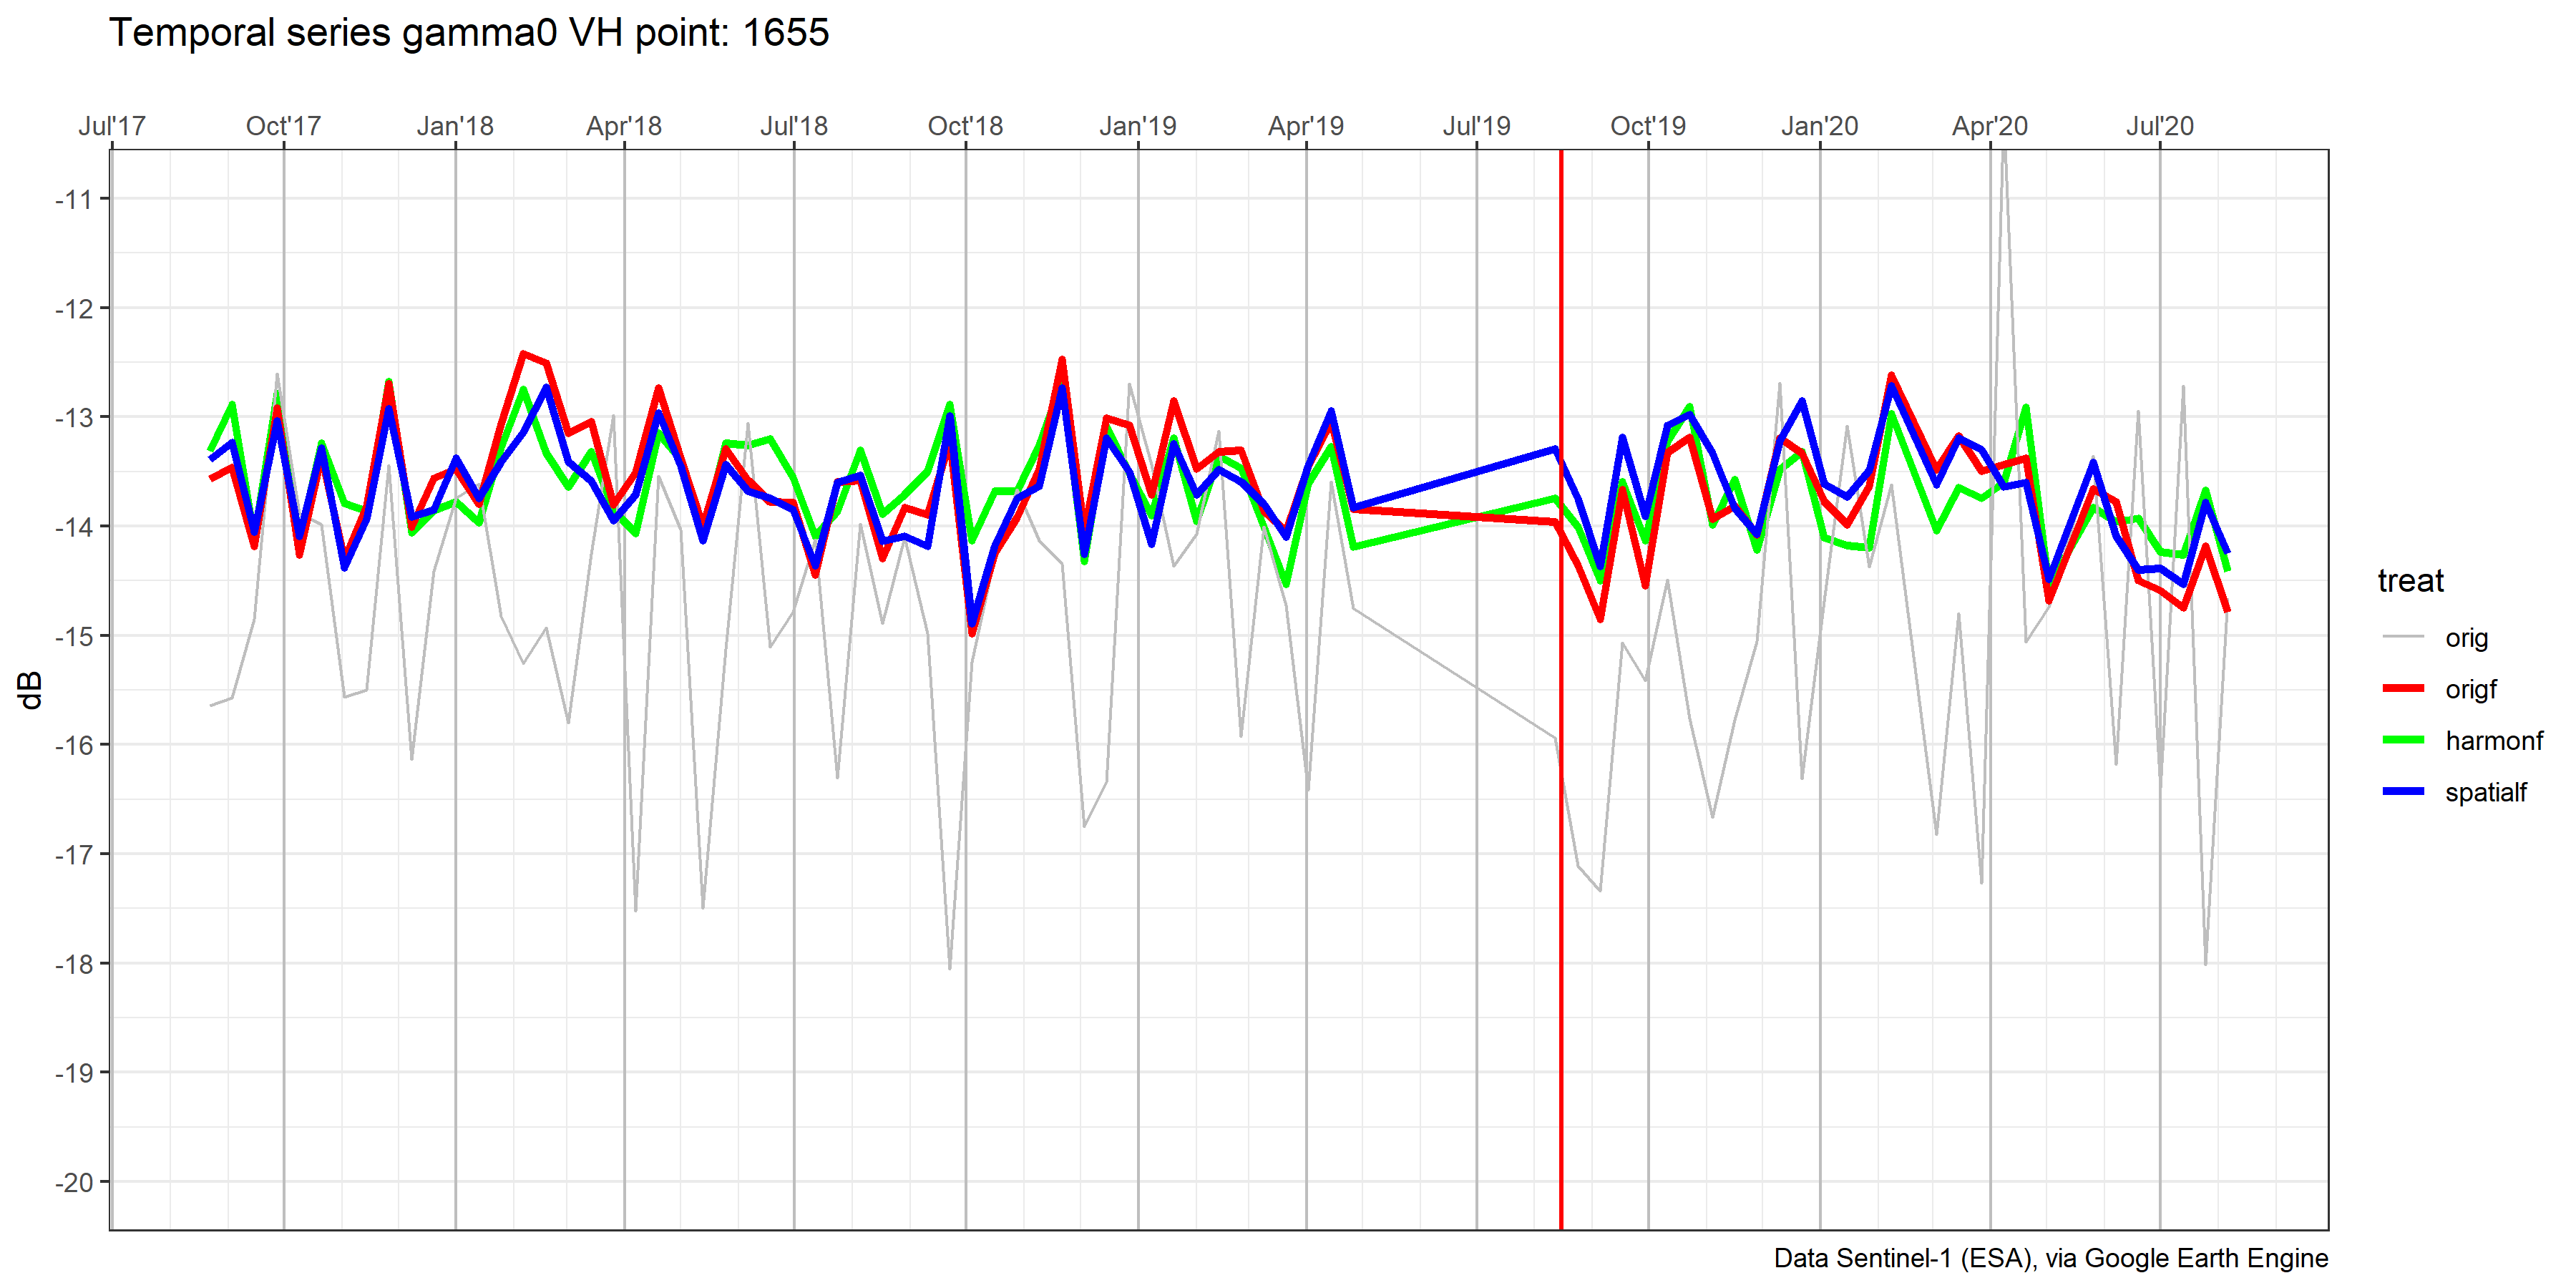 Temporal series gamma0 VH point: 1655
Jul'17 Oct'17 Jan'18 Apr'18 Jul'18 Oct'18 Jan'19 Apr'19 Jul'19 Oct'19 Jan'20 Apr'20 Jul'20
-11
-12
-13
-14
-15
-16
-17
-18
-19
-20
dB
treat
orig
origf
harmonf
spatialf
Data Sentinel-1 (ESA), via Google Earth Engine